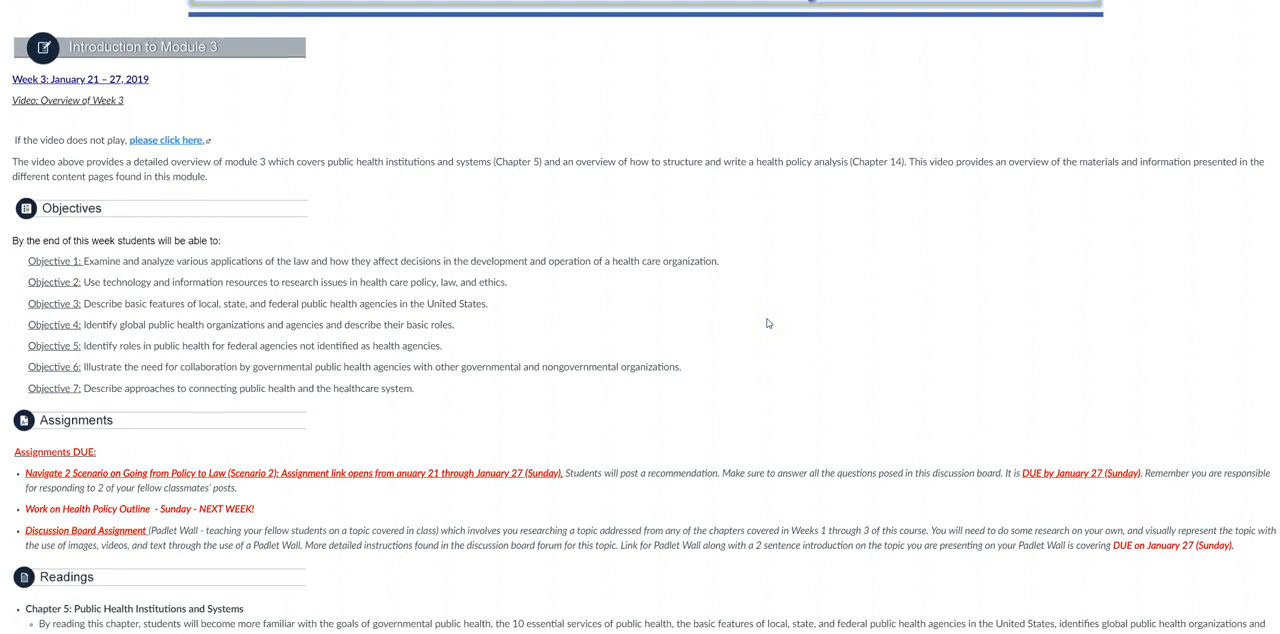 Introduction to Module 3
Week 3: January 21 – 27, 2019
Video: Overview of Week 3
If the video does not play, please click here.
The video above provides a detailed overview of module 3 which covers public health institutions and systems (Chapter 5) and an overview of how to structure and write a health policy analysis (Chapter 14). This video provides an overview of the materials and information presented in the
different content pages found in this module.
Objectives
By the end of this week students will be able to:
Objective 1: Examine and analyze various applications of the law and how they affect decisions in the development and operation of a health care organization.
Objective 2: Use technology and information resources to research issues in health care policy, law, and ethics.
Objective 3: Describe basic features of local, state, and federal public health agencies in the United States.
Objective 4: Identify global public health organizations and agencies and describe their basic roles.
Objective 5: Identify roles in public health for federal agencies not identified as health agencies.
Objective 6: Illustrate the need for collaboration by governmental public health agencies with other governmental and nongovernmental organizations.
Objective 7: Describe approaches to connecting public health and the healthcare system.
Assignments
Assignments DUE:
• Navigate 2 Scenario on Going from Policy to Law (Scenario 2): Assignment link opens from anuary 21 through January 27 (Sunday). Students will post a recommendation. Make sure to answer all the questions posed in this discussion board. It is DUE by January 27 (Sunday). Remember you are responsible
for responding to 2 of your fellow classmates' posts.
• Work on Health Policy Outline - Sunday - NEXT WEEK!
• Discussion Board Assignment (Padlet Wall - teaching your fellow students on a topic covered in class) which involves you researching a topic addressed from any of the chapters covered in Weeks 1 through 3 of this course. You will need to do some research on your own, and visually represent the topic with
the use of images, videos, and text through the use of a Padlet Wall. More detailed instructions found in the discussion board forum for this topic. Link for Padlet Wall along with a 2 sentence introduction on the topic you are presenting on your Padlet Wall is covering DUE on January 27 (Sunday).
Readings
• Chapter 5: Public Health Institutions and Systems
By reading this chapter, students will become more familiar with the goals of governmental public health, the 10 essential services of public health, the basic features of local, state, and federal public health agencies in the United States, identifies global public health organizations and